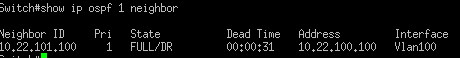 Switch#show ip ospf 1 neighbor
Neighbor ID Pri State Dead Time Address Interface
10.22.101.100 1 FULL/DR 00:00:31 10.22.100.100 Vlan100
Switch#